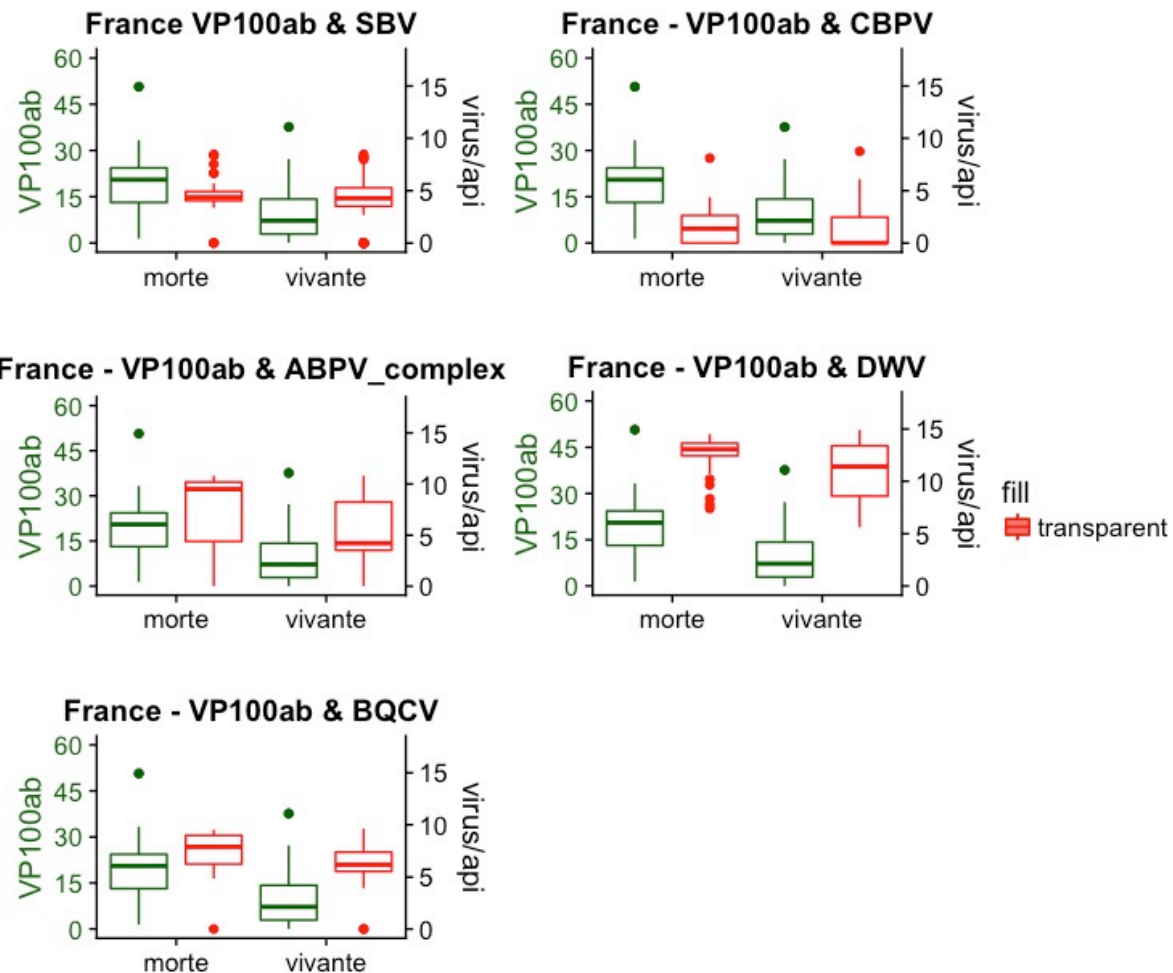 France VP100ab & SBV
VP100ab
60
45
30
15
0
15
10
5
0
virus/api
morte vivante
France - VP100ab & CBPV
VP100ab
60
45
30
15
0
15
10
5
0
virus/api
morte vivante
France - VP100ab & ABPV_complex
VP100ab
60
45
30
15
0
15
10
5
0
virus/api
morte vivante
France - VP100ab & DWV
VP100ab
60
45
30
15
0
15
10
5
0
virus/api
morte vivante
fill
transparent
France - VP100ab & BQCV
VP100ab
60
45
30
15
0
15
10
5
0
virus/api
morte vivante